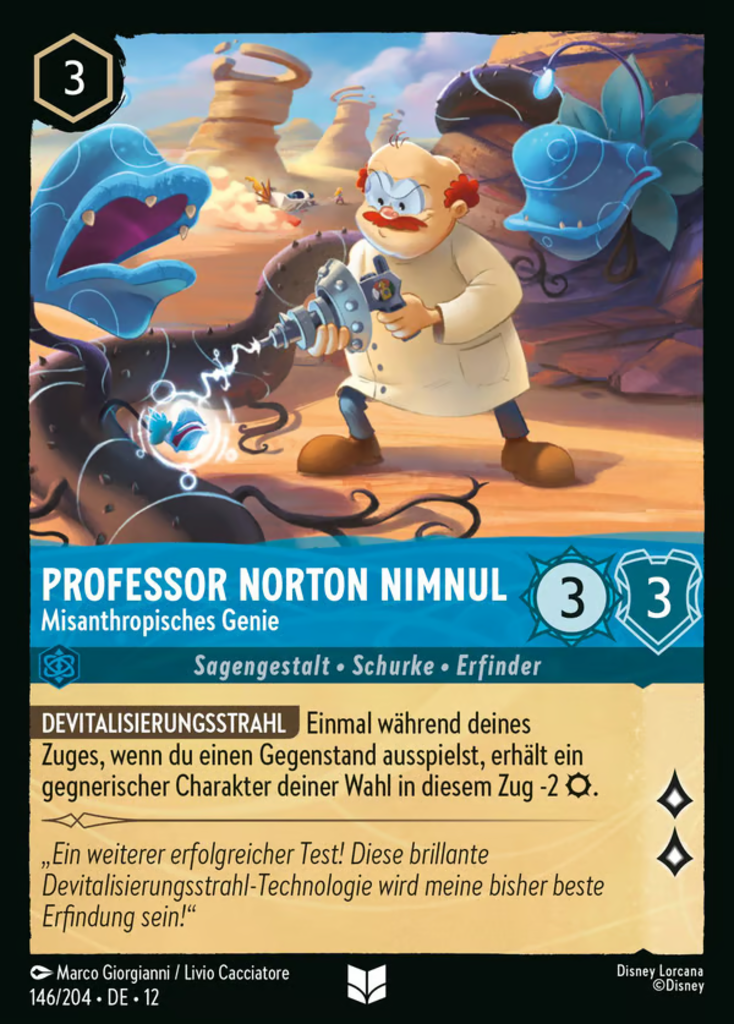 3
PROFESSOR NORTON NIMNUL
3
3
Misanthropisches Genie
Sagengestalt • Schurke • Erfinder
DEVITALISIERUNGSSTRAHL Einmal während deines
Zuges, wenn du einen Gegenstand ausspielst, erhält ein
gegnerischer Charakter deiner Wahl in diesem Zug -2 .
„Ein weiterer erfolgreicher Test! Diese brillante
Devitalisierungsstrahl-Technologie wird meine bisher beste
Erfindung sein!“
Marco Giorgianni / Livio Cacciatore
146/204 • DE • 12
Disney Lorcana
©Disney